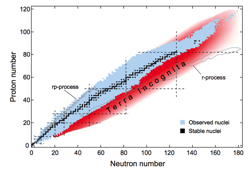 120
100
80
60
40
20
0
Proton number
rp-process
Terra Incognita
r-process
Observed nuclei
Stable nuclei
0 20 40 60 80 100 120 140 160 180
Neutron number